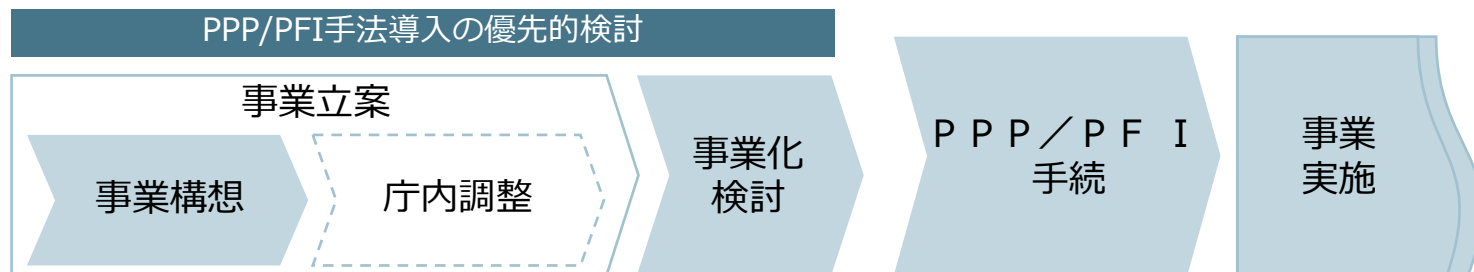 PPP/PFI手法導入の優先的検討
事業立案
事業構想
庁内調整
事業化
検討
ＰＰＰ／ＰＦＩ
手続
事業
実施